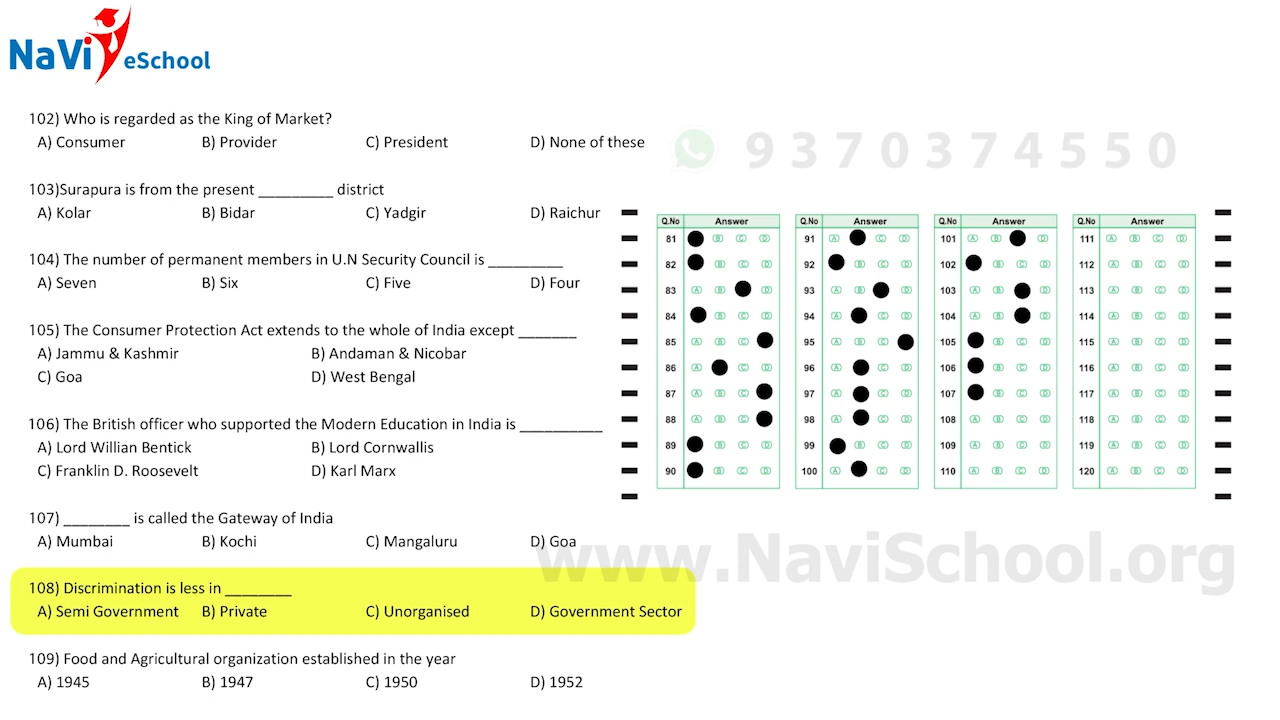 NaVi eSchool
102) Who is regarded as the King of Market?
A) Consumer B) Provider C) President D) None of these
9370374550
103)Surapura is from the present _________ district
A) Kolar B) Bidar C) Yadgir D) Raichur
104) The number of permanent members in U.N Security Council is _________
A) Seven B) Six C) Five D) Four
105) The Consumer Protection Act extends to the whole of India except _______
A) Jammu & Kashmir B) Andaman & Nicobar
C) Goa D) West Bengal
106) The British officer who supported the Modern Education in India is __________
A) Lord Willian Bentick B) Lord Cornwallis
C) Franklin D. Roosevelt D) Karl Marx
107) ________ is called the Gateway of India
A) Mumbai B) Kochi C) Mangaluru D) Goa
108) Discrimination is less in ________
A) Semi Government B) Private C) Unorganised D) Government Sector
109) Food and Agricultural organization established in the year
A) 1945 B) 1947 C) 1950 D) 1952
Q.No Answer Q.No Answer Q.No Answer Q.No Answer
81 B C D 91 A C D 101 A B D 111 A B C D
82 B C D 92 B C D 102 B C D 112 A B C D
83 A B D 93 A B D 103 A B D 113 A B C D
84 B C D 94 A C D 104 A B D 114 A B C D
85 A B C 95 A B C 105 B C D 115 A B C D
86 A C D 96 A C D 106 B C D 116 A B C D
87 A B C 97 A C D 107 B C D 117 A B C D
88 A B C 98 A C D 108 A B C D 118 A B C D
89 B C D 99 B C D 109 A B C D 119 A B C D
90 B C D 100 A C D 110 A B C D 120 A B C D
www.NaviSchool.org